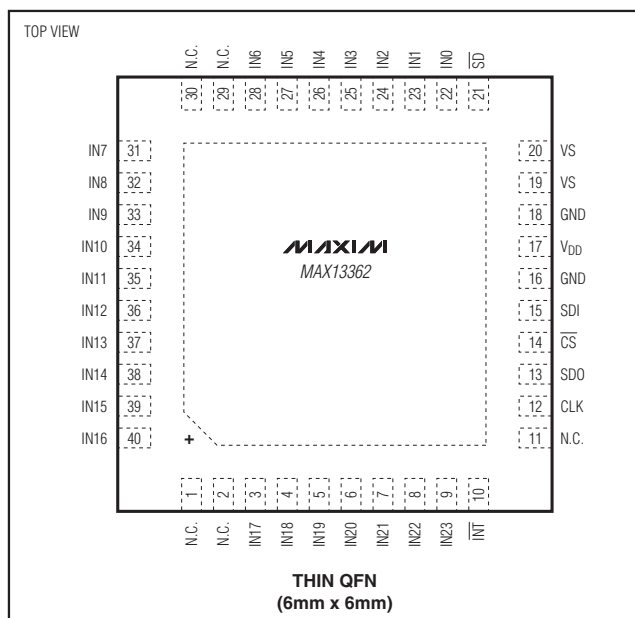 TOP VIEW
N.C. N.C. IN6 IN5 IN4 IN3 IN2 IN1 IN0 SD
30 29 28 27 26 25 24 23 22 21
IN7 31 20 VS
IN8 32 19 VS
IN9 33 18 GND
IN10 34 17 VDD
IN11 35 16 GND
IN12 36 15 SDI
IN13 37 14 CS
IN14 38 13 SDO
IN15 39 12 CLK
IN16 40 11 N.C.
MAXIM
MAX13362
+
1 2 3 4 5 6 7 8 9 10
N.C. N.C. IN17 IN18 IN19 IN20 IN21 IN22 IN23 INT
THIN QFN
(6mm x 6mm)